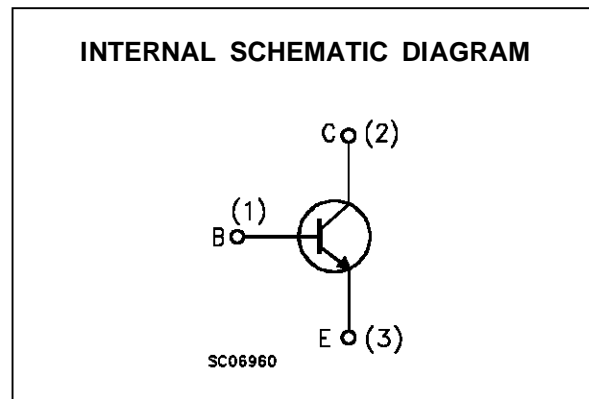 INTERNAL SCHEMATIC DIAGRAM
C (2)
(1)
B
E (3)
SC06960